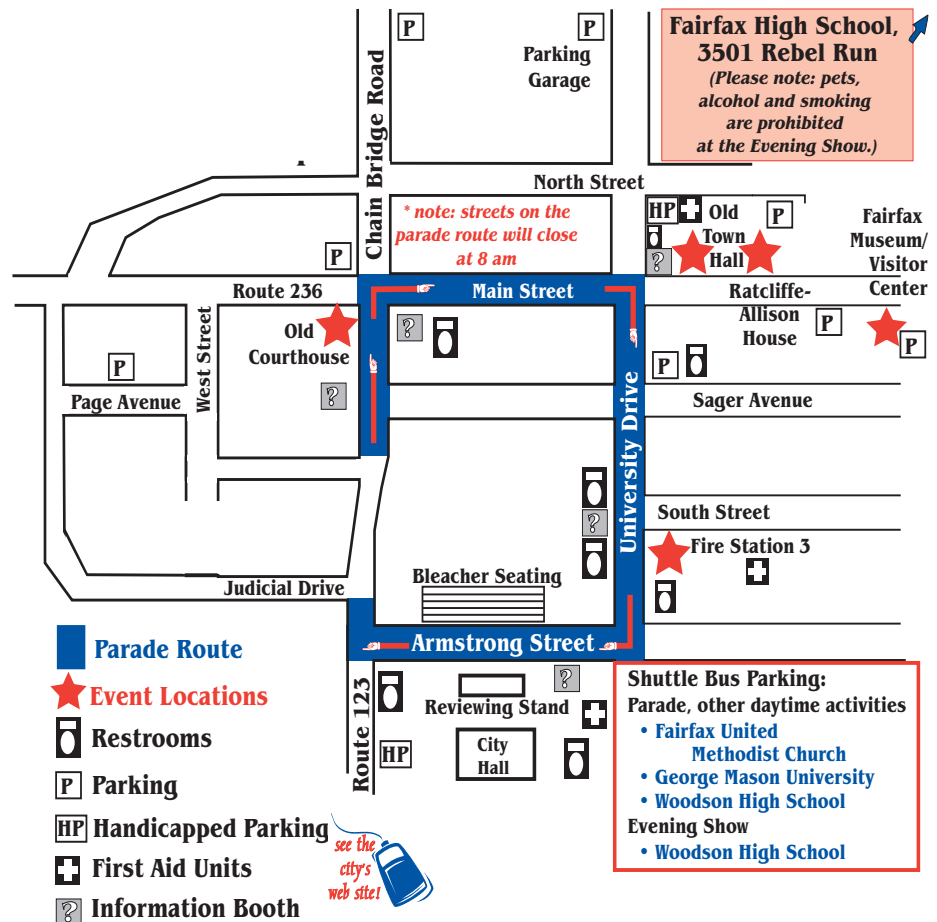 P
P
Parking
Garage
Fairfax High School,
3501 Rebel Run
(Please note: pets,
alcohol and smoking
are prohibited
at the Evening Show.)
Chain Bridge Road
North Street
* note: streets on the
parade route will close
at 8 am
P
HP
Old
Town
Hall
P
?
Fairfax
Museum/
Visitor
Center
Route 236
Main Street
Ratcliffe-
Allison
House
P
P
Old
Courthouse
?
?
P
West Street
P
Page Avenue
University Drive
Sager Avenue
?
South Street
Fire Station 3
Bleacher Seating
Judicial Drive
Armstrong Street
Route 123
Reviewing Stand
?
HP
City
Hall
Parade Route
Event Locations
Restrooms
P Parking
HP Handicapped Parking
First Aid Units
? Information Booth
see the
city's
web site!
Shuttle Bus Parking:
Parade, other daytime activities
• Fairfax United
Methodist Church
• George Mason University
• Woodson High School
Evening Show
• Woodson High School